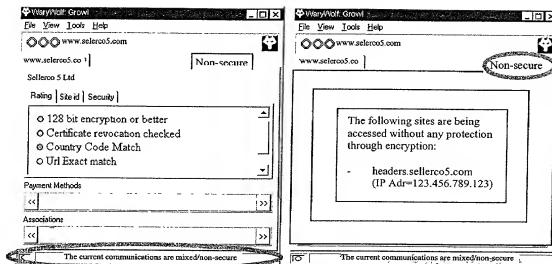 WaryWolf: Growl
File View Tools Help
www.selerco5.com
www.selerco5.co
Non-secure
Sellerco 5 Ltd
Rating Site id Security
128 bit encryption or better
Certificate revocation checked
Country Code Match
Url Exact match
Payment Methods
<< >>
Associations
<< >>
The current communications are mixed/non-secure
WaryWolf: Growl
File View Tools Help
www.selerco5.com
www.selerco5.co
Non-secure
The following sites are being
accessed without any protection
through encryption:
- headers.sellerco5.com
(IP Adr=123.456.789.123)
The current communications are mixed/non-secure